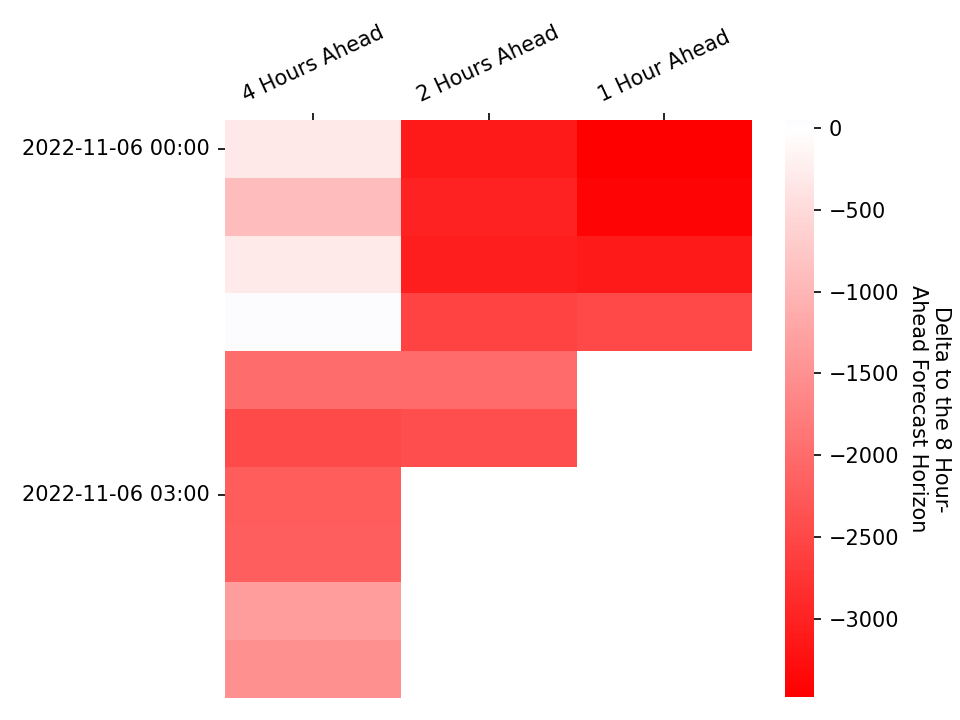 4 Hours Ahead
2 Hours Ahead
1 Hour Ahead
2022-11-06 00:00
2022-11-06 03:00
0
−500
−1000
−1500
−2000
−2500
−3000
Delta to the 8 Hour-
Ahead Forecast Horizon